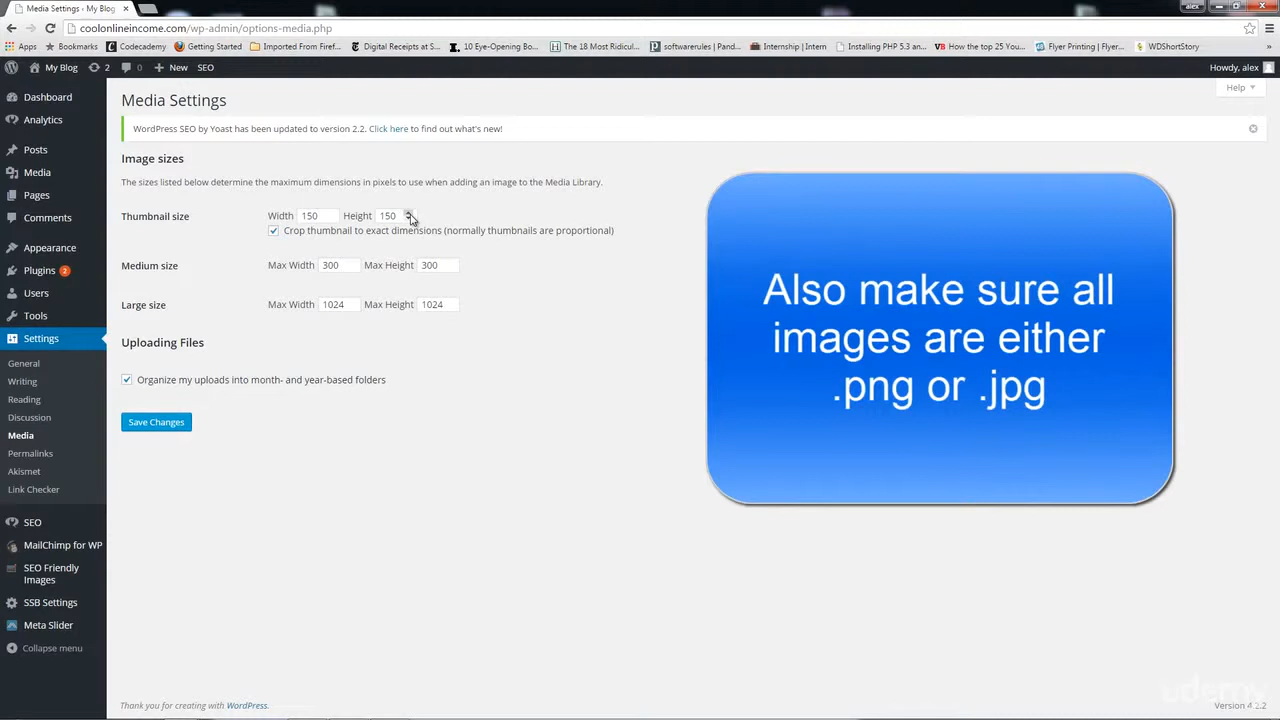 Media Settings ‹ My Blog
alex
coolonlineincome.com/wp-admin/options-media.php
Apps
Bookmarks
Codecademy
Getting Started
Imported From Firef...
Digital Receipts at S...
10 Eye-Opening Bo...
The 18 Most Ridicul...
softwarerules | Pinterest
Internship | Intern
Installing PHP 5.3 an...
How the top 25 You...
Flyer Printing | Flyer...
WDShortStory
»
My Blog
2
0
New
SEO
Howdy, alex
Help
Dashboard
Analytics
Posts
Media
Pages
Comments
Appearance
Plugins 2
Users
Tools
Settings
General
Writing
Reading
Discussion
Media
Permalinks
Akismet
Link Checker
SEO
MailChimp for WP
SEO Friendly
Images
SSB Settings
Meta Slider
Collapse menu
Media Settings
WordPress SEO by Yoast has been updated to version 2.2. Click here to find out what's new!
Image sizes
The sizes listed below determine the maximum dimensions in pixels to use when adding an image to the Media Library.
Thumbnail size
Width 150 Height 150
Crop thumbnail to exact dimensions (normally thumbnails are proportional)
Medium size
Max Width 300 Max Height 300
Large size
Max Width 1024 Max Height 1024
Uploading Files
Organize my uploads into month- and year-based folders
Save Changes
Also make sure all
images are either
.png or .jpg
Thank you for creating with WordPress.
udemy
Version 4.2.2